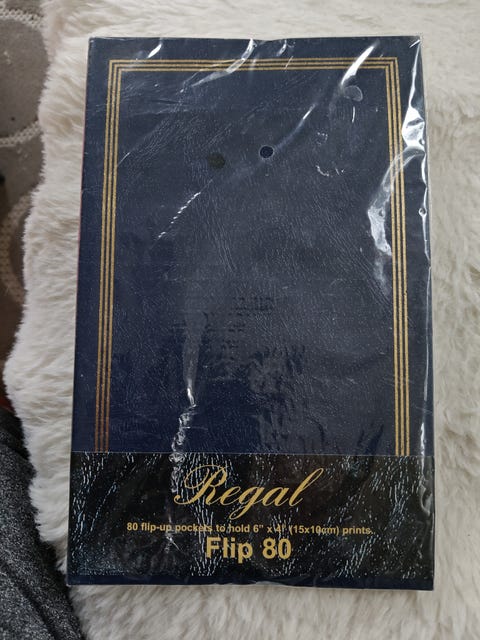 Regal
80 flip-up pockets to hold 6" x 4" (15x10cm) prints.
Flip 80